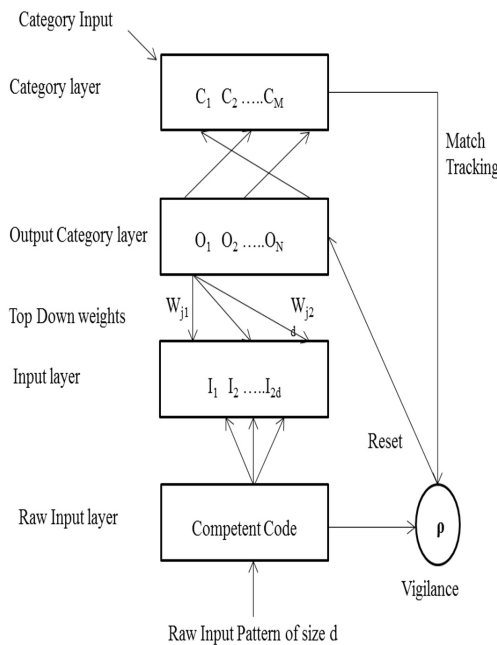 Category Input
Category layer
C1 C2 .....CM
Match
Tracking
Output Category layer
O1 O2 .....ON
Wj1
Wj2
d
Top Down weights
Input layer
I1 I2 .....I2d
Reset
Raw Input layer
Competent Code
ρ
Vigilance
Raw Input Pattern of size d